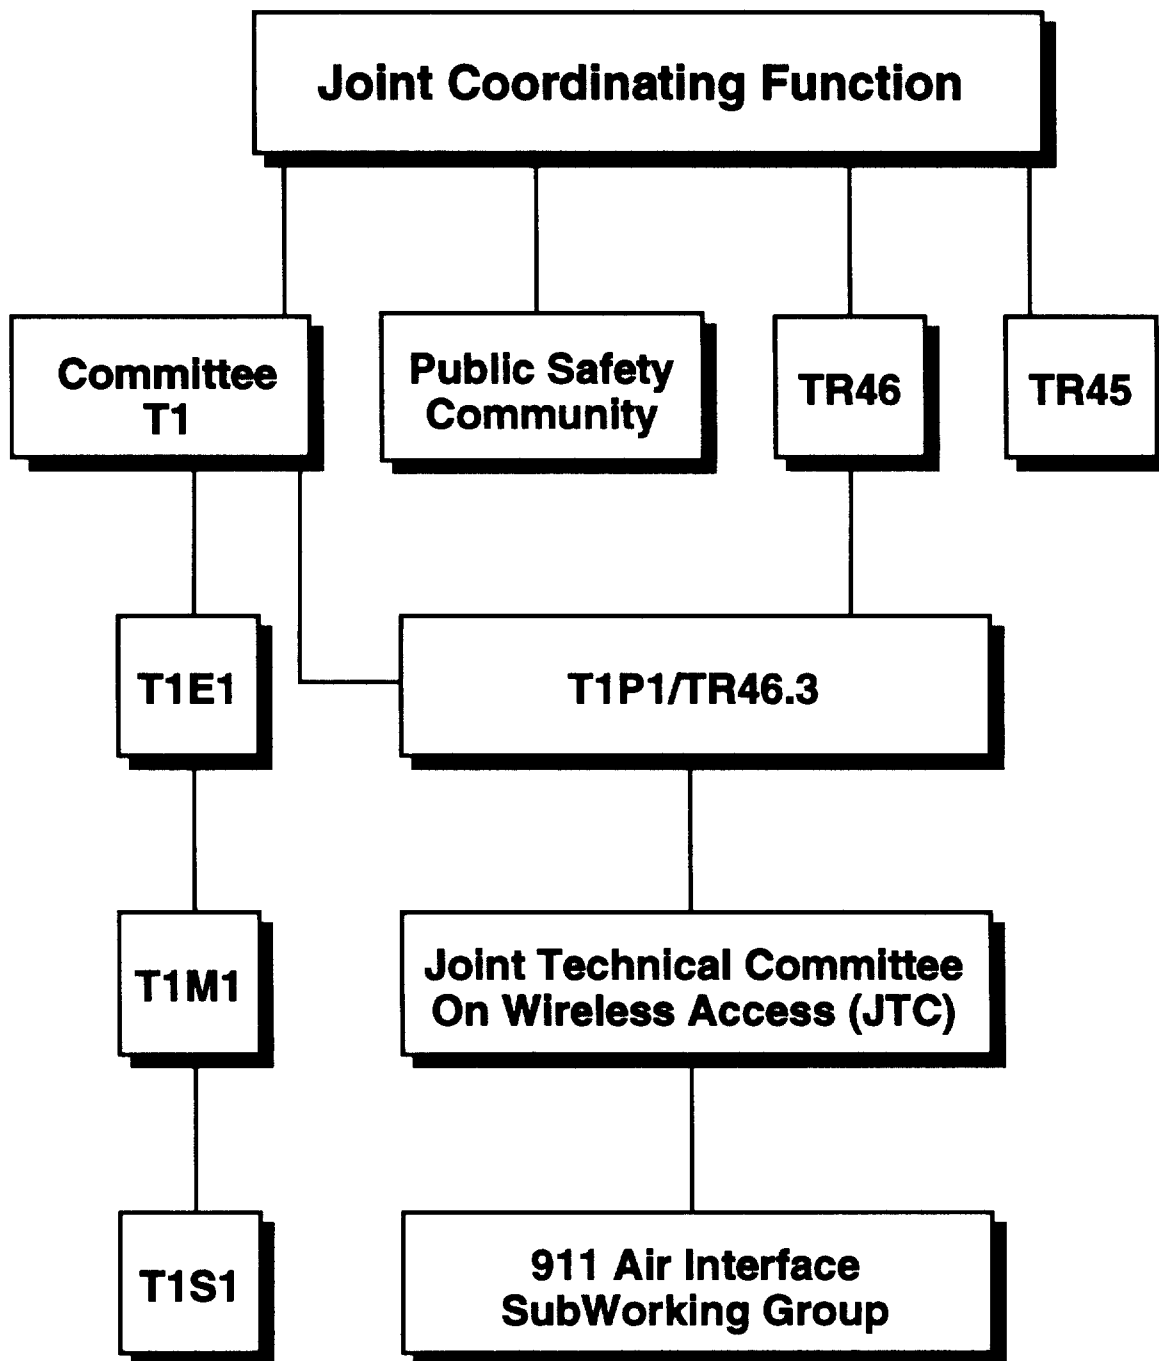 Joint Coordinating Function
Committee
T1
Public Safety
Community
TR46
TR45
T1E1
T1P1/TR46.3
T1M1
Joint Technical Committee
On Wireless Access (JTC)
T1S1
911 Air Interface
SubWorking Group